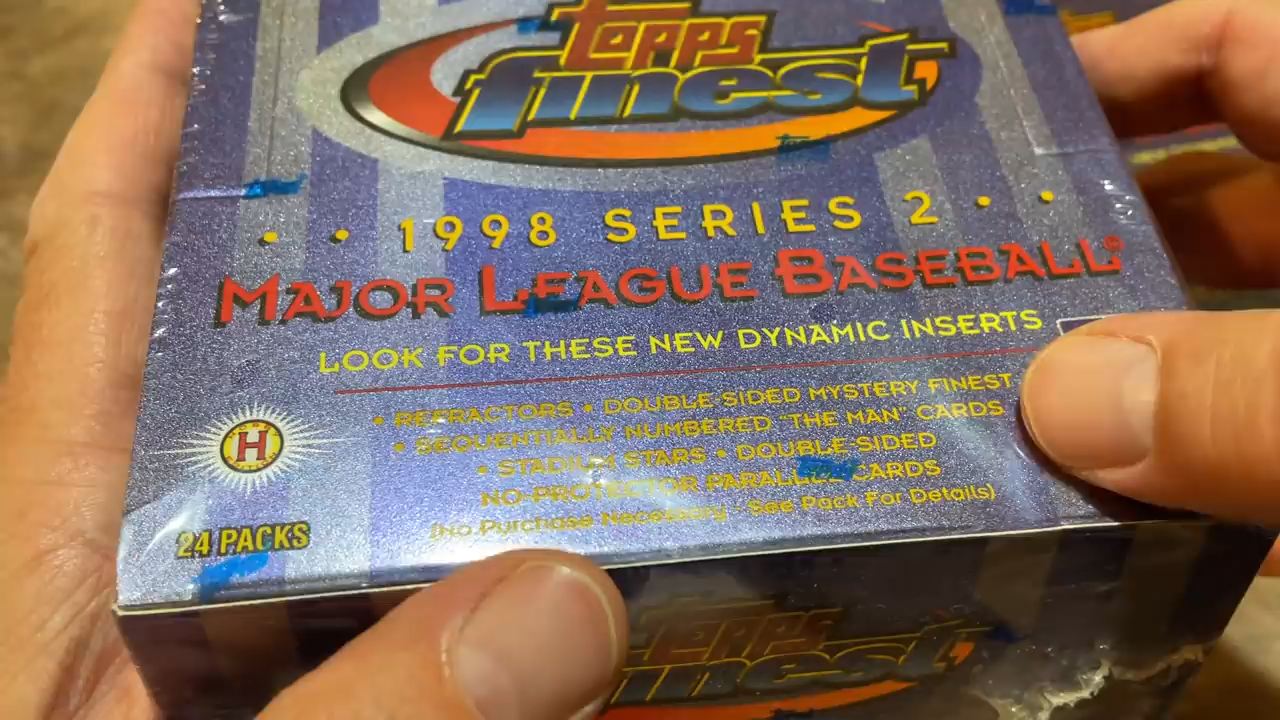 Topps
finest
• • 1998 SERIES 2 • •
MAJOR LEAGUE BASEBALL®
LOOK FOR THESE NEW DYNAMIC INSERTS
• REFRACTORS • DOUBLE-SIDED MYSTERY FINEST
• SEQUENTIALLY NUMBERED "THE MAN" CARDS
• STADIUM STARS • DOUBLE-SIDED
NO-PROTECTOR PARALLEL CARDS
(No Purchase Necessary - See Pack For Details)
H
24 PACKS
Topps
finest